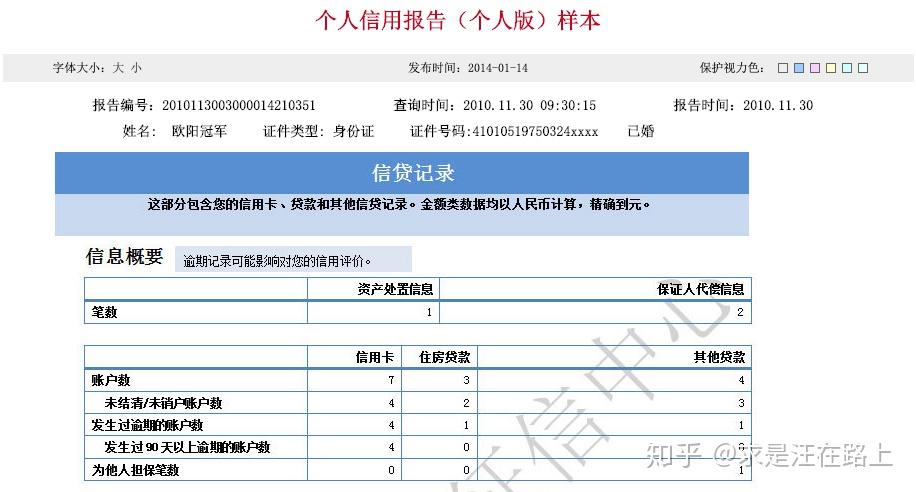 个人信用报告（个人版）样本
字体大小：大 小 发布时间：2014-01-14 保护视力色：
报告编号：2010113003000014210351 查询时间：2010.11.30 09:30:15 报告时间：2010.11.30
姓名： 欧阳冠军 证件类型：身份证 证件号码:41010519750324xxxx 已婚
信贷记录
这部分包含您的信用卡、贷款和其他信贷记录。金额类数据均以人民币计算，精确到元。
信息概要 逾期记录可能影响对您的信用评价。
资产处置信息 保证人代偿信息
笔数 1 2
信用卡 住房贷款 其他贷款
账户数 7 3 4
未结清/未销户账户数 4 2 3
发生过逾期的账户数 4 1 1
发生过90天以上逾期的账户数 4 0 0
为他人担保笔数 0 0 1
征信中心
知乎 @求是汪在路上